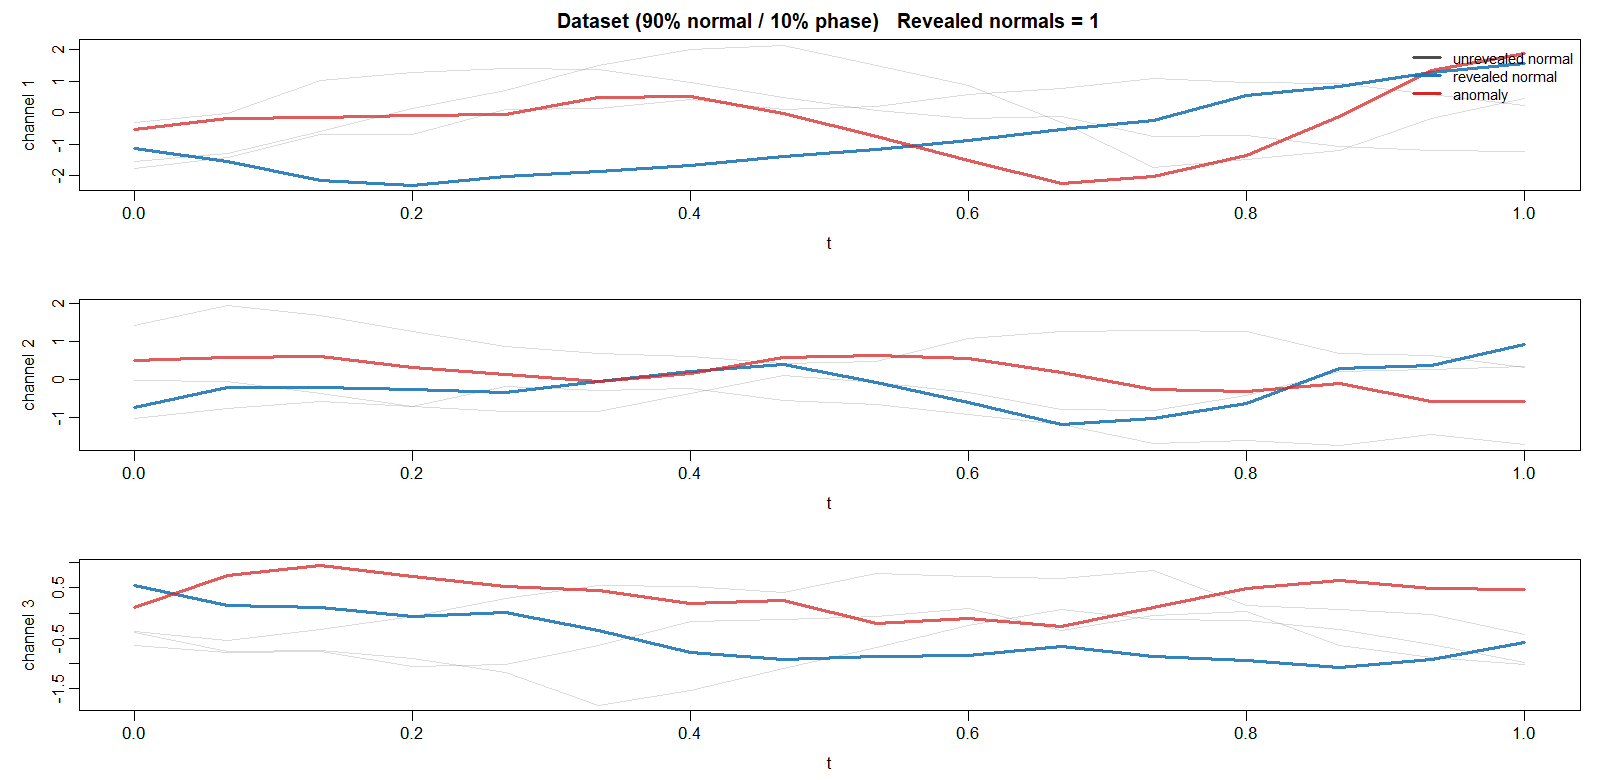 Dataset (90% normal / 10% phase)   Revealed normals = 1
channel 1
2
1
0
-1
-2
unrevealed normal
revealed normal
anomaly
0.0 0.2 0.4 0.6 0.8 1.0
t
channel 2
2
1
0
-1
0.0 0.2 0.4 0.6 0.8 1.0
t
channel 3
0.5
-0.5
-1.5
0.0 0.2 0.4 0.6 0.8 1.0
t